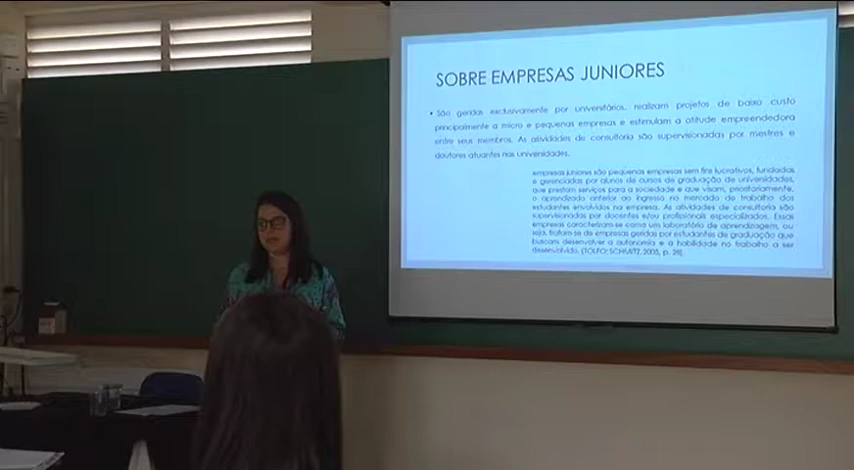 SOBRE EMPRESAS JUNIORES
• São geridas exclusivamente por universitários, realizam projetos de baixo custo
principalmente a micro e pequenas empresas e estimulam a atitude empreendedora
entre seus membros. As atividades de consultoria são supervisionadas por mestres e
doutores atuantes nas universidades.
empresas juniores são pequenas empresas sem fins lucrativos, fundadas
e gerenciadas por alunos de cursos de graduação de universidades,
que prestam serviços para a sociedade e que visam, prioritariamente,
o aprendizado anterior ao ingresso no mercado de trabalho dos
estudantes envolvidos na empresa. As atividades de consultoria são
supervisionadas por docentes e/ou profissionais especializados. Essas
empresas caracterizam-se como um laboratório de aprendizagem, ou
seja, tratam-se de empresas geridas por estudantes de graduação que
buscam desenvolver a autonomia e a habilidade no trabalho a ser
desenvolvido. (TOLFO; SCHMITZ, 2005, p. 28).